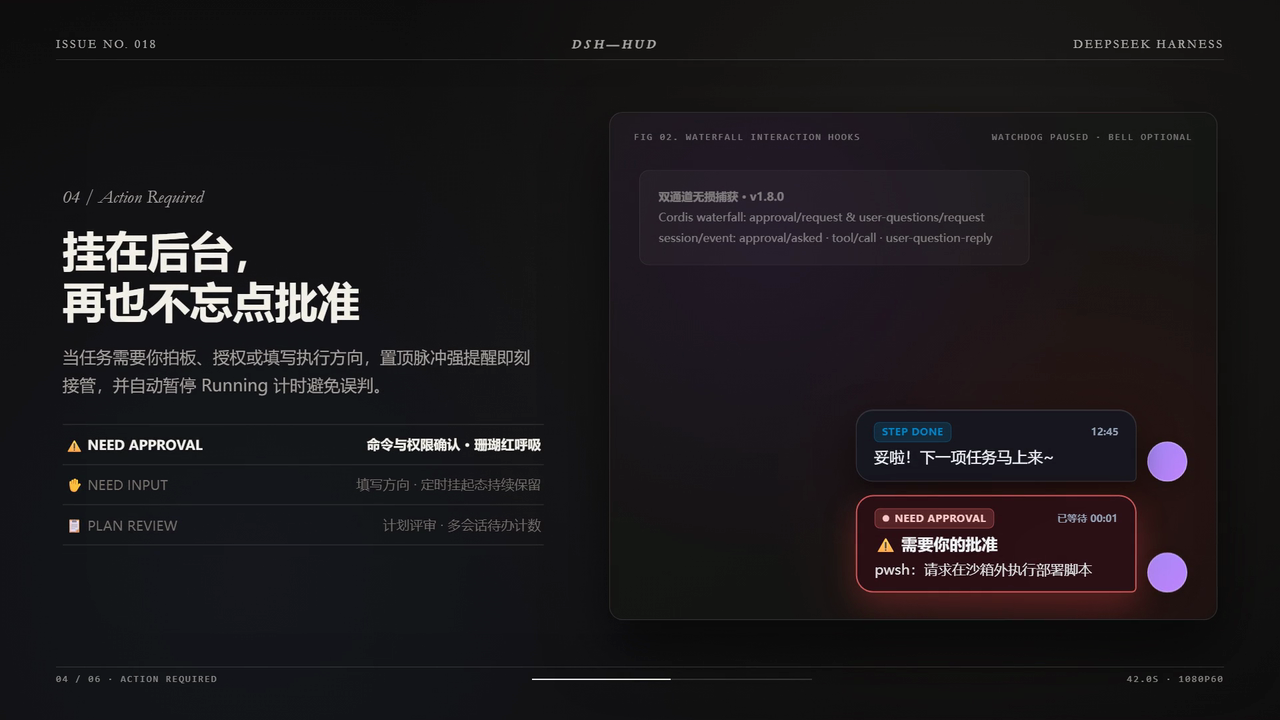 ISSUE NO. 018
DSH—HUD
DEEPSEEK HARNESS
04 / Action Required
挂在后台，
再也不忘点批准
当任务需要你拍板、授权或填写执行方向，置顶脉冲强提醒即刻
接管，并自动暂停 Running 计时避免误判。
⚠️ NEED APPROVAL
命令与权限确认 · 珊瑚红呼吸
✋ NEED INPUT
填写方向 · 定时挂起态持续保留
📋 PLAN REVIEW
计划评审 · 多会话待办计数
FIG 02. WATERFALL INTERACTION HOOKS
WATCHDOG PAUSED · BELL OPTIONAL
双通道无损捕获 · v1.8.0
Cordis waterfall: approval/request & user-questions/request
session/event: approval/asked · tool/call · user-question-reply
STEP DONE
12:45
妥啦！下一项任务马上来~
● NEED APPROVAL
已等待 00:01
⚠️ 需要你的批准
pwsh：请求在沙箱外执行部署脚本
04 / 06 · ACTION REQUIRED
42.0S · 1080P60